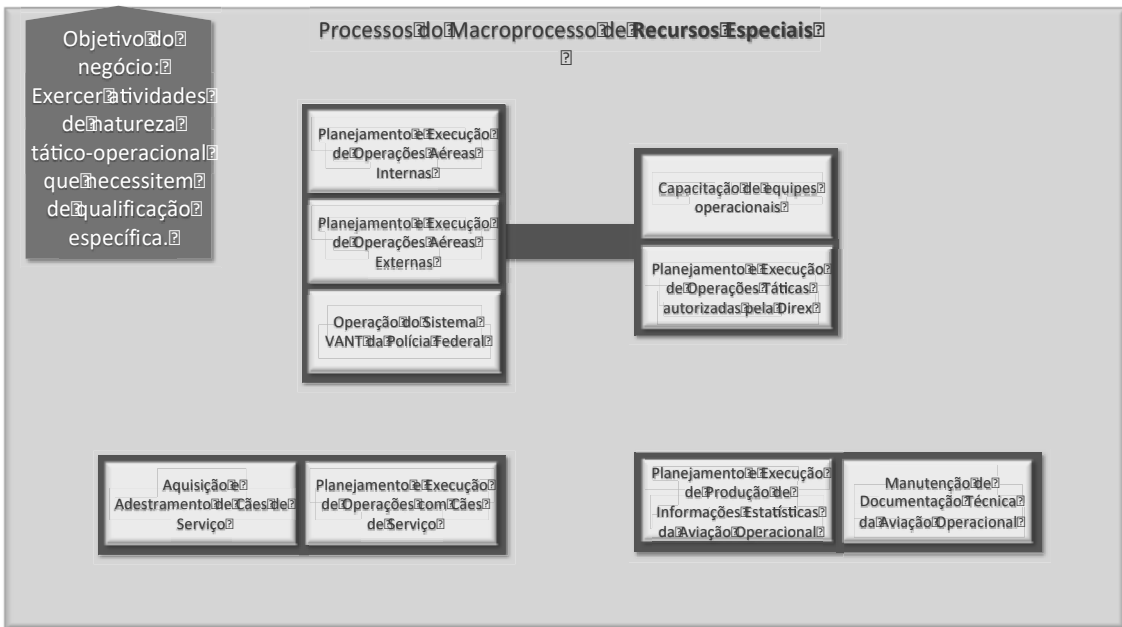 Objetivo do
negócio:
Exercer atividades
de natureza
tático-operacional
que necessitem
de qualificação
específica.
Processos do Macroprocesso de Recursos Especiais
Planejamento e Execução
de Operações Aéreas
Internas
Planejamento e Execução
de Operações Aéreas
Externas
Operação do Sistema
VANT da Polícia Federal
Capacitação de equipes
operacionais
Planejamento e Execução
de Operações Táticas
autorizadas pela Direx
Aquisição e
Adestramento de Cães de
Serviço
Planejamento e Execução
de Operações com Cães
de Serviço
Planejamento e Execução
de Produção de
Informações Estatísticas
da Aviação Operacional
Manutenção de
Documentação Técnica
da Aviação Operacional